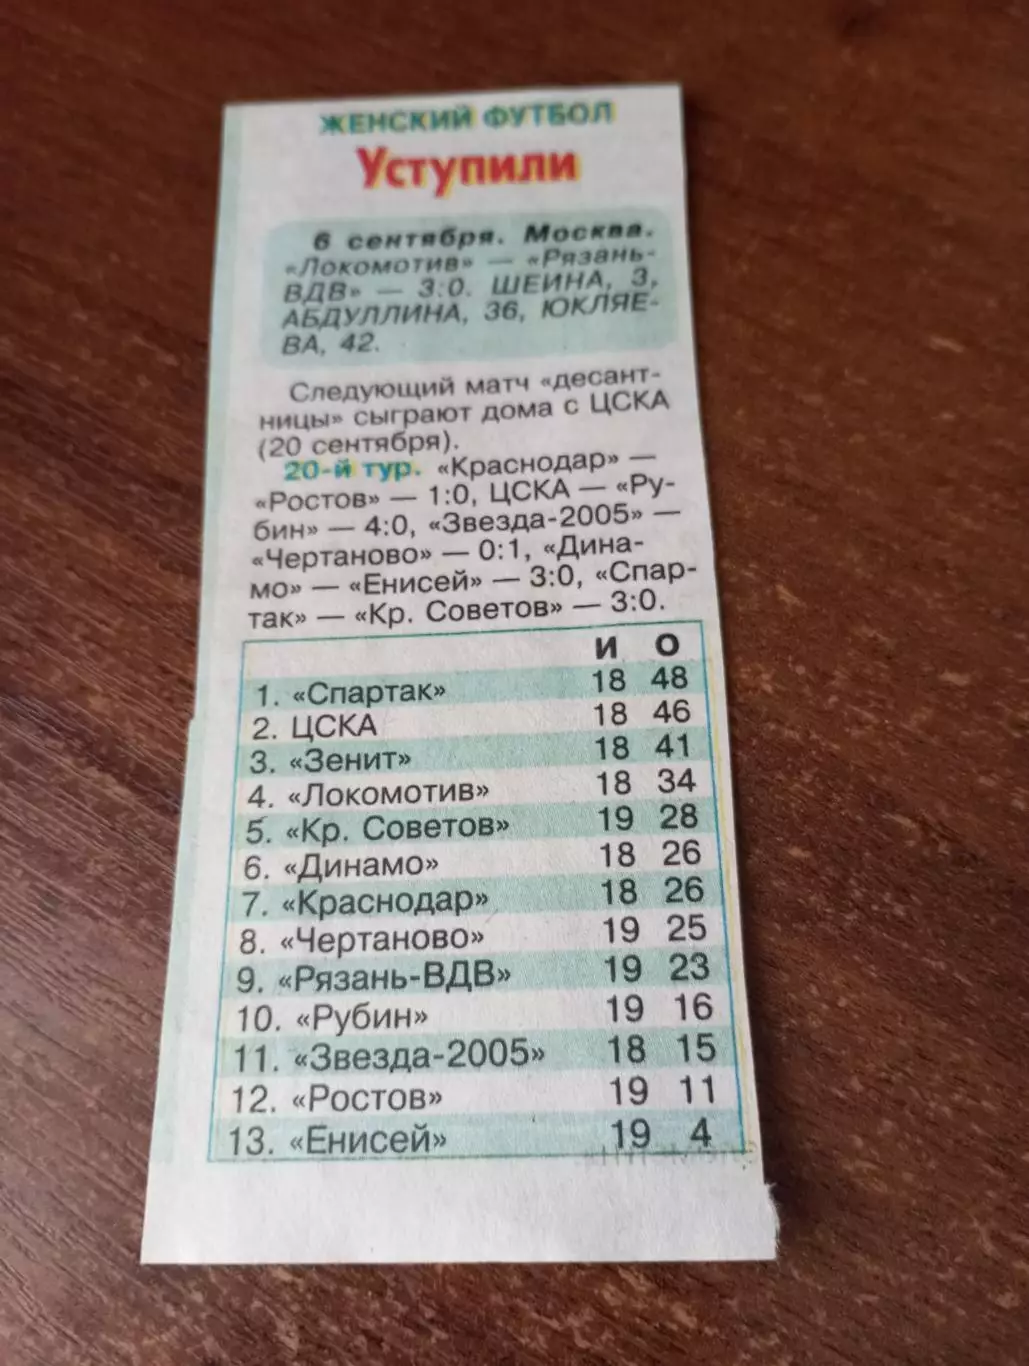 ЖЕНСКИЙ ФУТБОЛ
Уступили
6 сентября. Москва.
«Локомотив» — «Рязань-
ВДВ» — 3:0. ШЕИНА, 3,
АБДУЛЛИНА, 36, ЮКЛЯЕ-
ВА, 42.
Следующий матч «десант-
ницы» сыграют дома с ЦСКА
(20 сентября).
20-й тур. «Краснодар» —
«Ростов» — 1:0, ЦСКА — «Ру-
бин» — 4:0, «Звезда-2005» —
«Чертаново» — 0:1, «Дина-
мо» — «Енисей» — 3:0, «Спар-
так» — «Кр. Советов» — 3:0.
И О
1. «Спартак» 18 48
2. ЦСКА 18 46
3. «Зенит» 18 41
4. «Локомотив» 18 34
5. «Кр. Советов» 19 28
6. «Динамо» 18 26
7. «Краснодар» 18 26
8. «Чертаново» 19 25
9. «Рязань-ВДВ» 19 23
10. «Рубин» 19 16
11. «Звезда-2005» 18 15
12. «Ростов» 19 11
13. «Енисей» 19 4